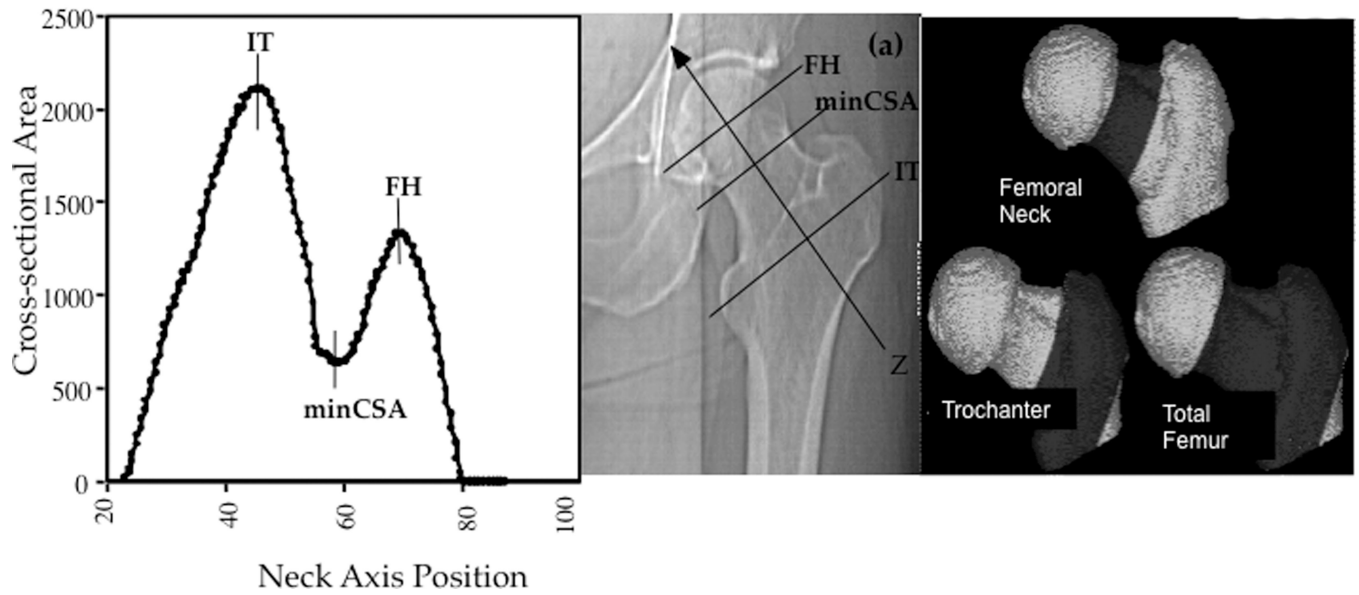 2500
2000
1500
1000
500
0
Cross-sectional Area
IT
FH
minCSA
20
40
60
80
100
Neck Axis Position
(a)
FH
minCSA
IT
Z
Femoral
Neck
Trochanter
Total
Femur